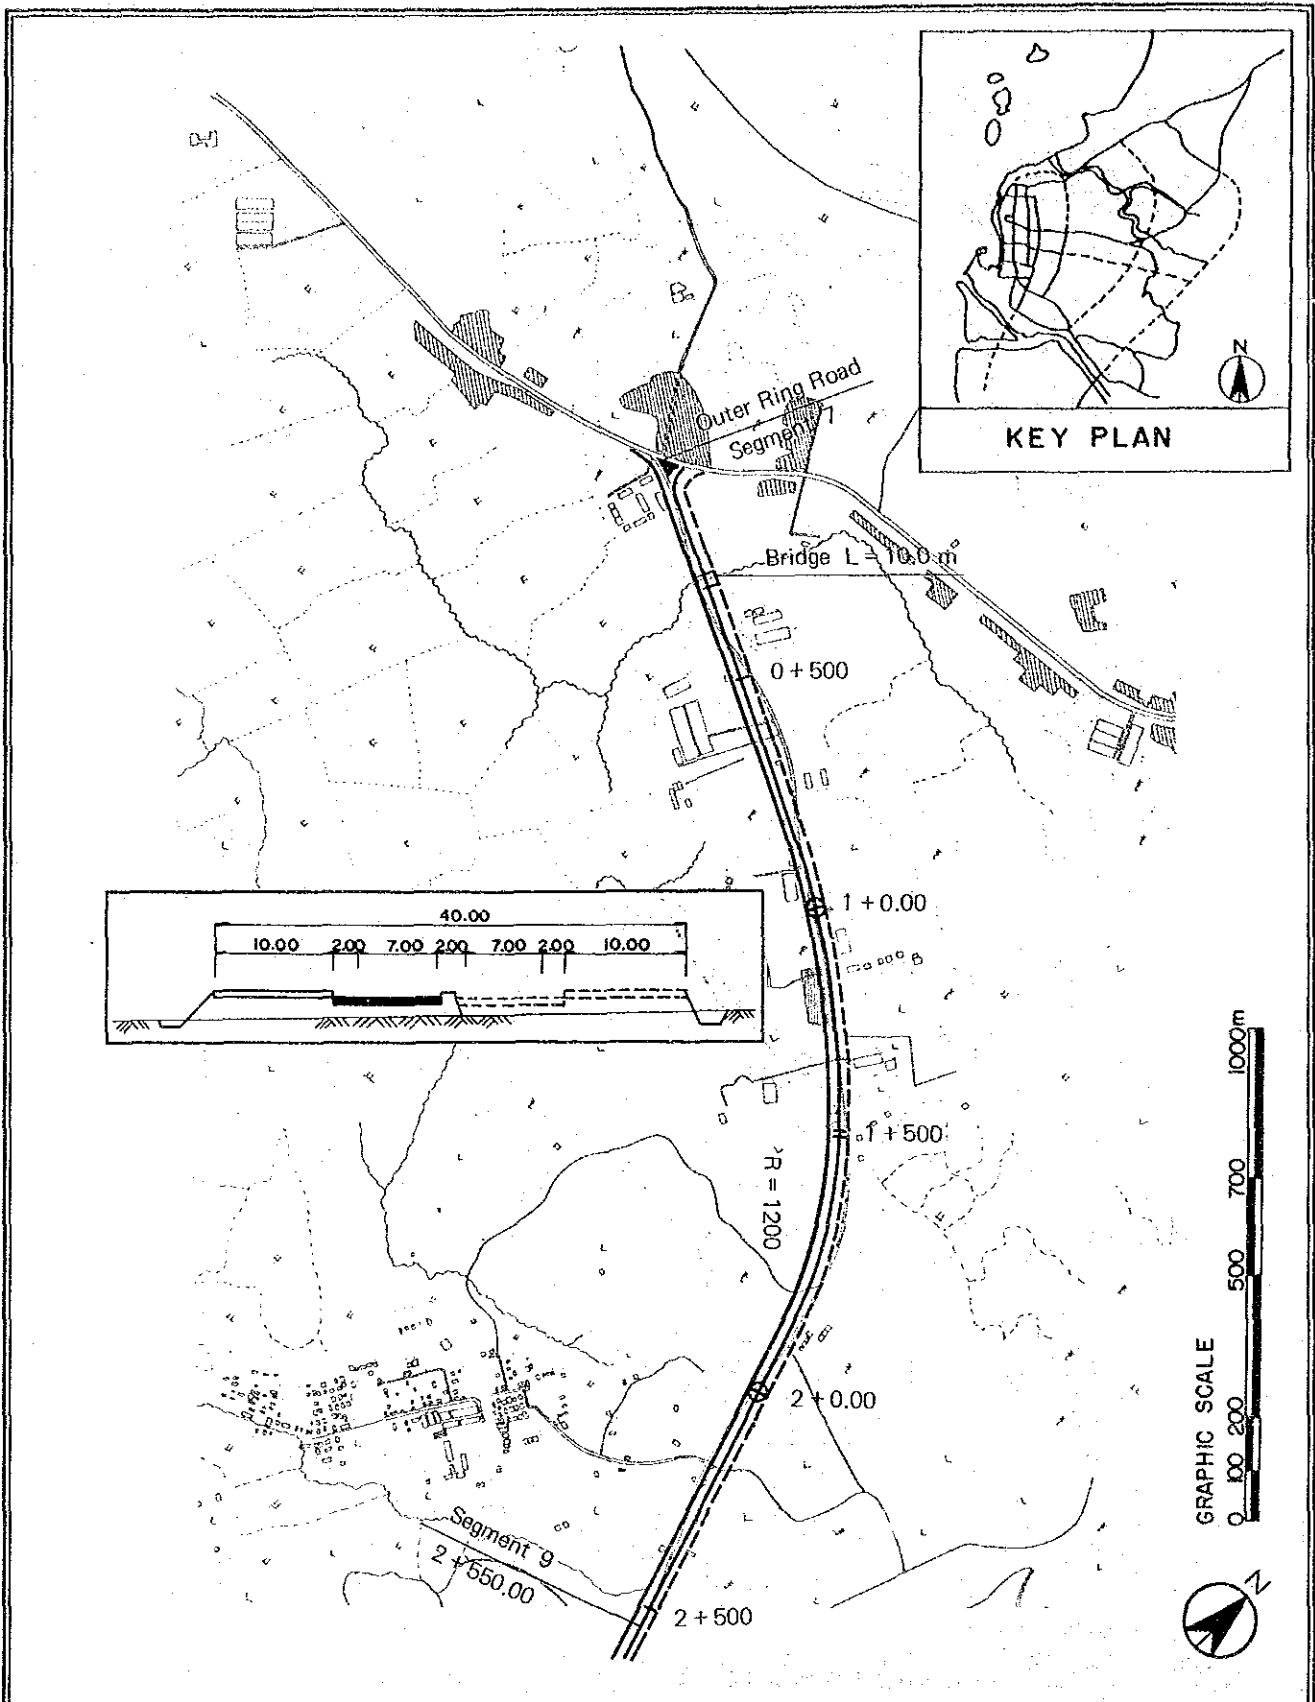 N
KEY PLAN
Outer Ring Road
Segment 7
Bridge L = 10.0 m
0+500
1+0.00
40.00
10.00 2.00 7.00 2.00 7.00 2.00 10.00
1+500
R = 1200
2+0.00
Segment 9
2+550.00
2+500
GRAPHIC SCALE
0 100 200 500 700 1000m
N